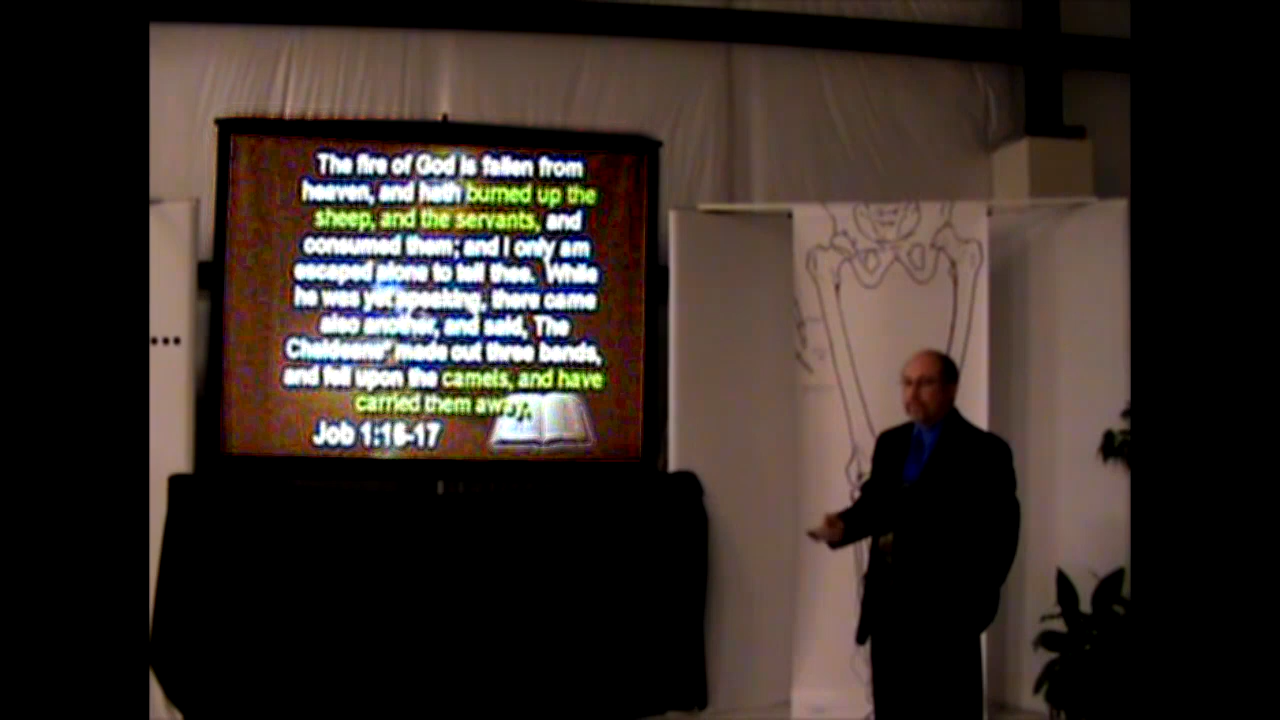 The fire of God is fallen from
heaven, and hath burned up the
sheep, and the servants, and
consumed them; and I only am
escaped alone to tell thee. While
he was yet speaking, there came
also another, and said, The
Chaldeans made out three bands,
and fell upon the camels, and have
carried them away,
Job 1:16-17